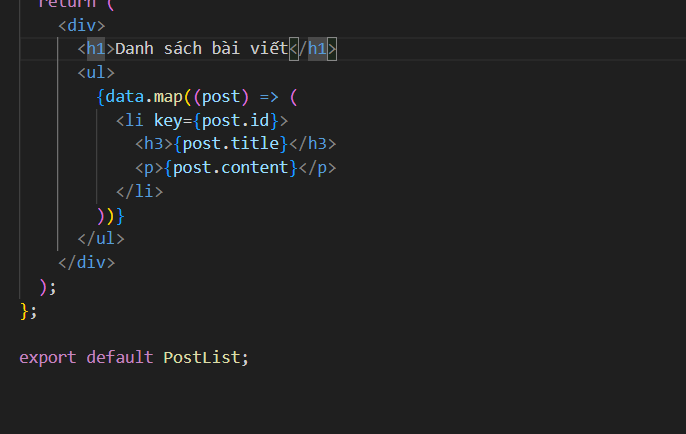 return (
<div>
<h1>Danh sách bài viết</h1>
<ul>
{data.map((post) => (
<li key={post.id}>
<h3>{post.title}</h3>
<p>{post.content}</p>
</li>
))}
</ul>
</div>
);
};
export default PostList;